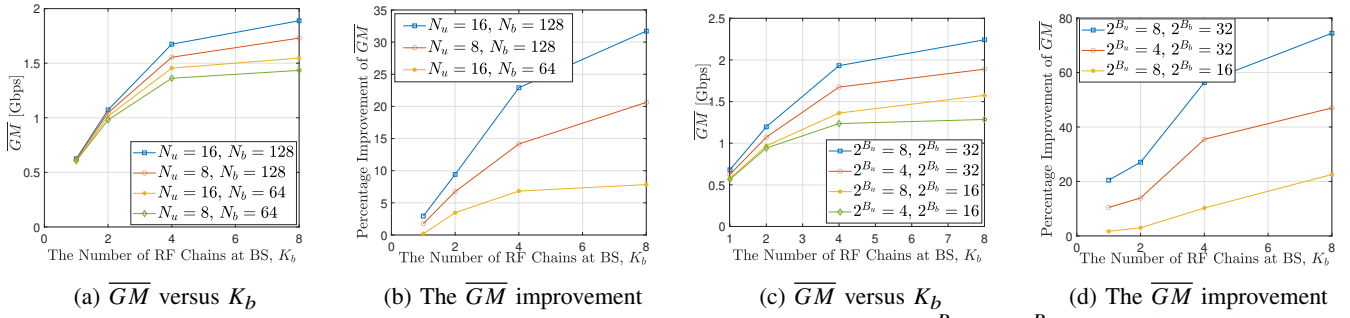 2
1.5
1
0.5
0
0 2 4 6 8
$\overline{GM}$ [Gbps]
The Number of RF Chains at BS, $K_b$
$N_u = 16, N_b = 128$
$N_u = 8, N_b = 128$
$N_u = 16, N_b = 64$
$N_u = 8, N_b = 64$
(a) $\overline{GM}$ versus $K_b$
35
30
25
20
15
10
5
0
0 2 4 6 8
Percentage Improvement of $\overline{GM}$
The Number of RF Chains at BS, $K_b$
$N_u = 16, N_b = 128$
$N_u = 8, N_b = 128$
$N_u = 16, N_b = 64$
(b) The $\overline{GM}$ improvement
2.5
2
1.5
1
0.5
0
1 2 3 4 5 6 7 8
$\overline{GM}$ [Gbps]
The Number of RF Chains at BS, $K_b$
$2^{B_u} = 8, 2^{B_b} = 32$
$2^{B_u} = 4, 2^{B_b} = 32$
$2^{B_u} = 8, 2^{B_b} = 16$
$2^{B_u} = 4, 2^{B_b} = 16$
(c) $\overline{GM}$ versus $K_b$
80
60
40
20
0
0 2 4 6 8
Percentage Improvement of $\overline{GM}$
The Number of RF Chains at BS, $K_b$
$2^{B_u} = 8, 2^{B_b} = 32$
$2^{B_u} = 4, 2^{B_b} = 32$
$2^{B_u} = 8, 2^{B_b} = 16$
(d) The $\overline{GM}$ improvement